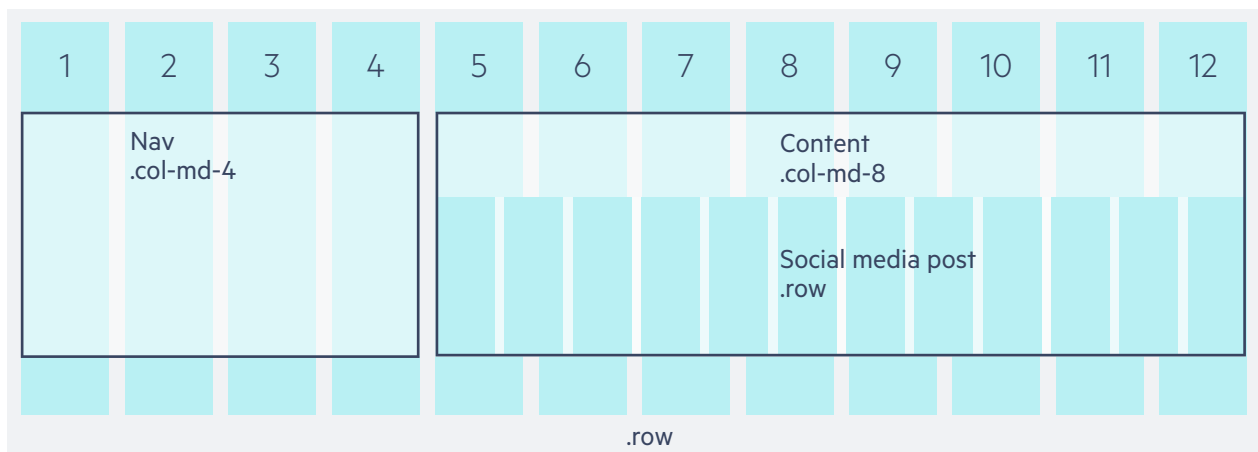 1 2 3 4 5 6 7 8 9 10 11 12
Nav
.col-md-4
Content
.col-md-8
Social media post
.row
.row